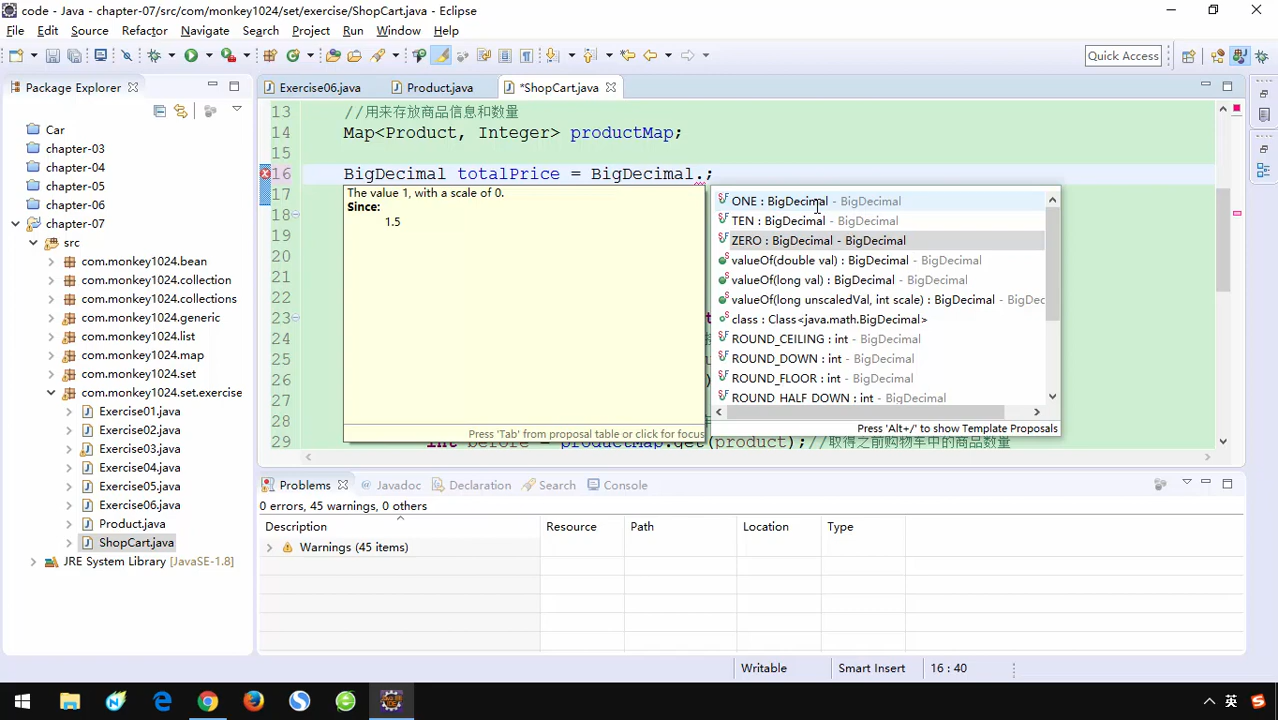 code - Java - chapter-07/src/com/monkey1024/set/exercise/ShopCart.java - Eclipse
File Edit Source Refactor Navigate Search Project Run Window Help
Quick Access
Package Explorer
Exercise06.java Product.java *ShopCart.java
Car
chapter-03
chapter-04
chapter-05
chapter-06
chapter-07
src
com.monkey1024.bean
com.monkey1024.collection
com.monkey1024.collections
com.monkey1024.generic
com.monkey1024.list
com.monkey1024.map
com.monkey1024.set
com.monkey1024.set.exercise
Exercise01.java
Exercise02.java
Exercise03.java
Exercise04.java
Exercise05.java
Exercise06.java
Product.java
ShopCart.java
JRE System Library [JavaSE-1.8]
13 //用来存放商品信息和数量
14 Map<Product, Integer> productMap;
15
16 BigDecimal totalPrice = BigDecimal.;
17
18
19
20
21
22
23
24
25
26
27
28
29 int before = productMap.get(product);//取得之前购物车中的商品数量
The value 1, with a scale of 0.
Since:
1.5
Press 'Tab' from proposal table or click for focus
ONE : BigDecimal - BigDecimal
TEN : BigDecimal - BigDecimal
ZERO : BigDecimal - BigDecimal
valueOf(double val) : BigDecimal - BigDecimal
valueOf(long val) : BigDecimal - BigDecimal
valueOf(long unscaledVal, int scale) : BigDecimal - BigDec
class : Class<java.math.BigDecimal>
ROUND_CEILING : int - BigDecimal
ROUND_DOWN : int - BigDecimal
ROUND_FLOOR : int - BigDecimal
ROUND_HALF_DOWN : int - BigDecimal
Press 'Alt+/' to show Template Proposals
Problems Javadoc Declaration Search Console
0 errors, 45 warnings, 0 others
Description Resource Path Location Type
Warnings (45 items)
Writable Smart Insert 16 : 40
英